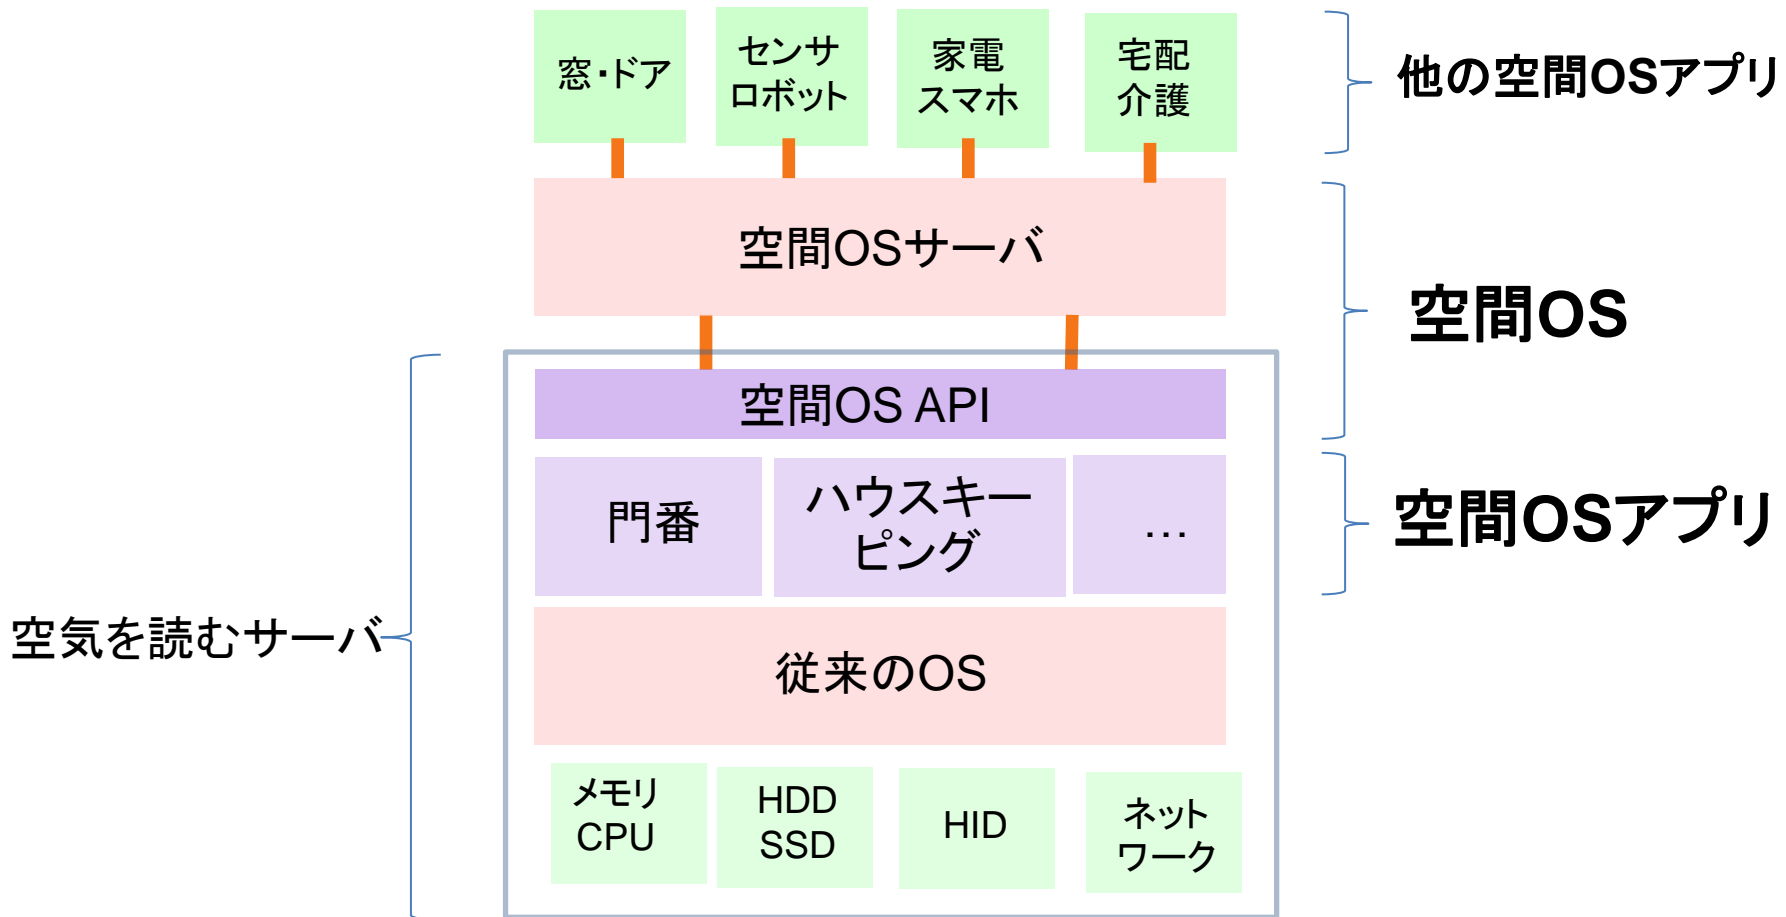 窓・ドア
センサ
ロボット
家電
スマホ
宅配
介護
他の空間OSアプリ
空間OSサーバ
空間OS
空間OS API
門番
ハウスキー
ピング
…
空間OSアプリ
空気を読むサーバ
従来のOS
メモリ
CPU
HDD
SSD
HID
ネット
ワーク